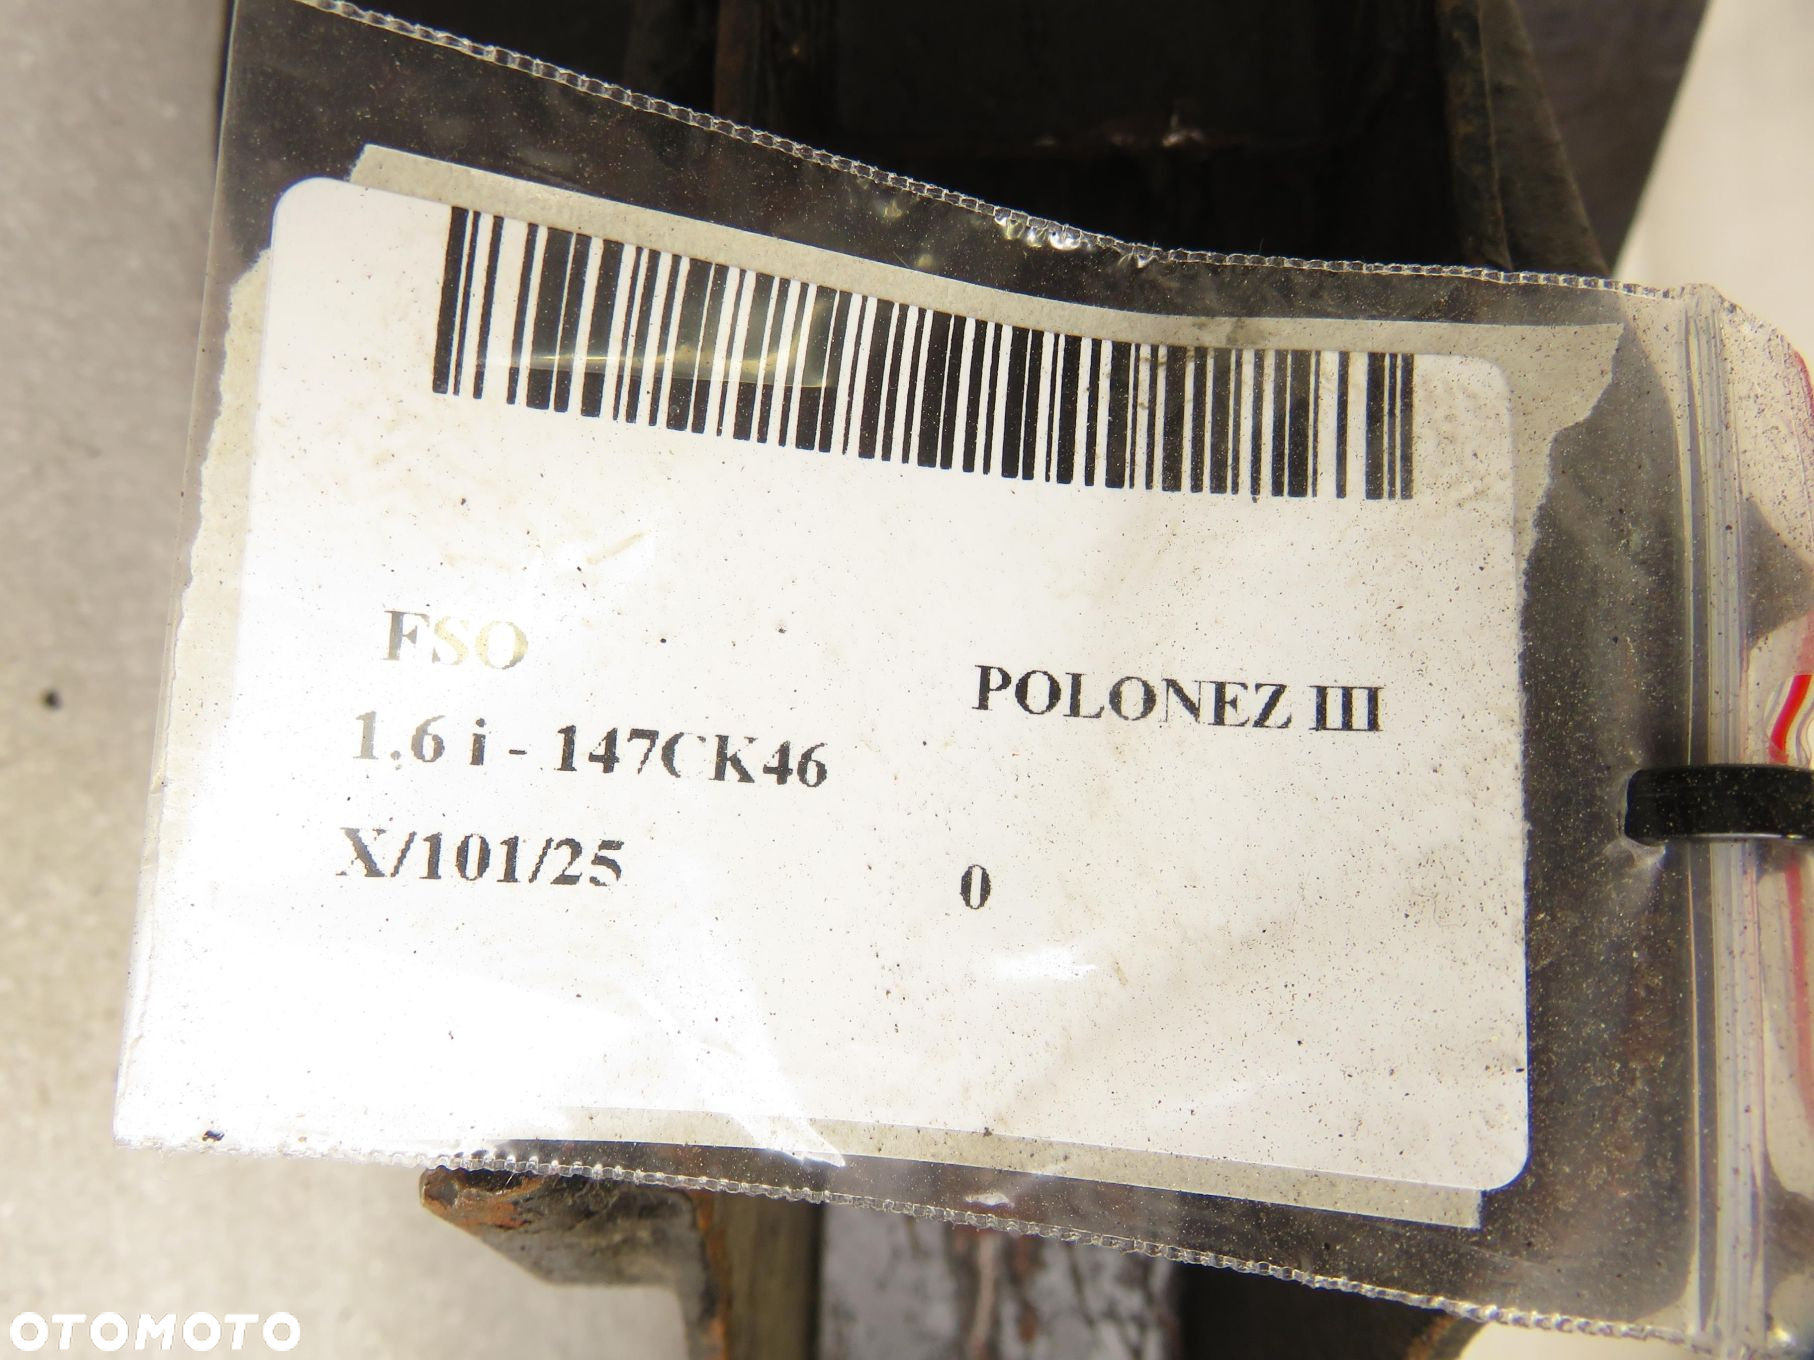 FSO
POLONEZ III
1.6 i - 147CK46
X/101/25
0
OTOMOTO